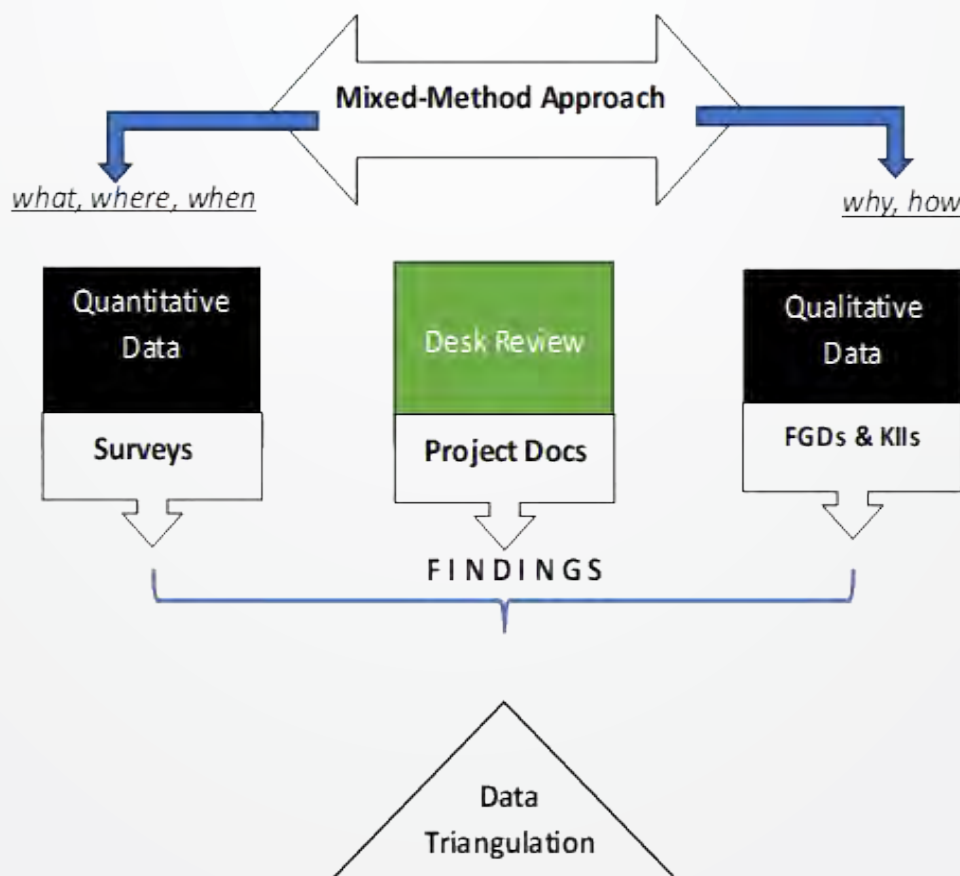 Mixed-Method Approach
what, where, when
why, how
Quantitative
Data
Desk Review
Qualitative
Data
Surveys
Project Docs
FGDs & KIIs
FINDINGS
Data
Triangulation